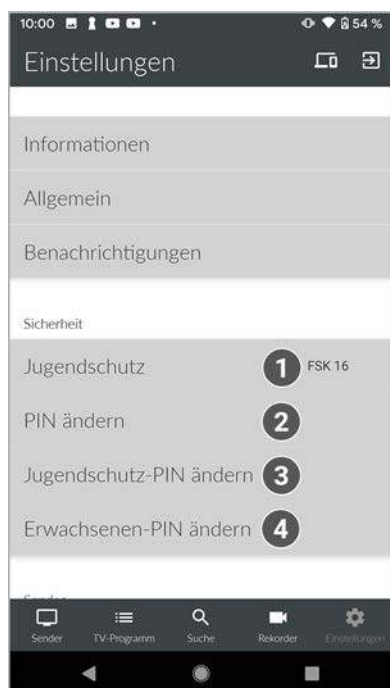 10:00 54 %
Einstellungen
Informationen
Allgemein
Benachrichtigungen
Sicherheit
Jugendschutz 1 FSK 16
PIN ändern 2
Jugendschutz-PIN ändern 3
Erwachsenen-PIN ändern 4
Sender
Sender TV-Programm Suche Rekorder Einstellungen